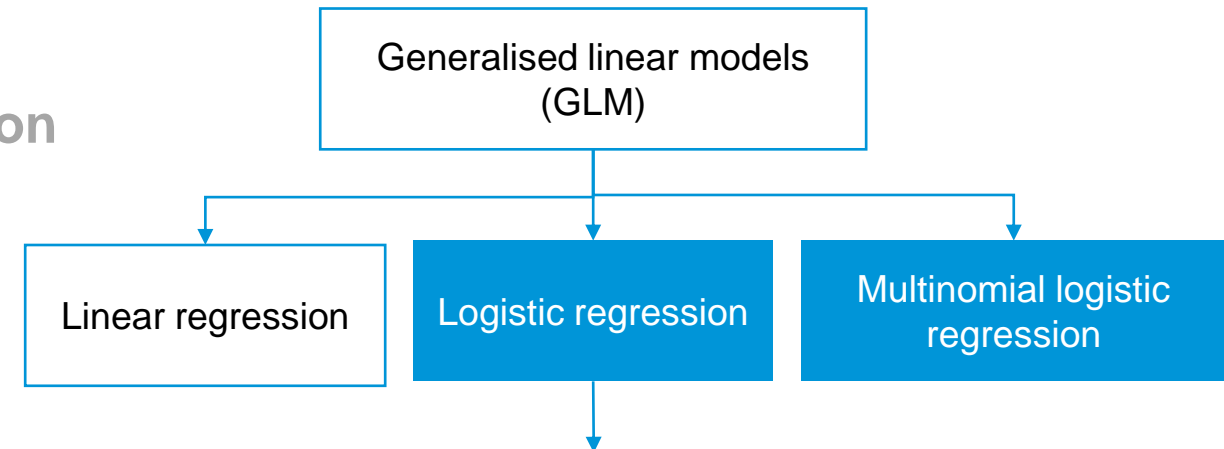 Generalised linear models
(GLM)
on
Linear regression
Logistic regression
Multinomial logistic
regression